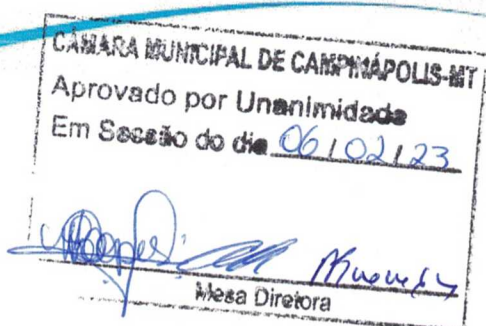 CÂMARA MUNICIPAL DE CAMPINÁPOLIS-MT
Aprovado por Unanimidade
Em Sessão do dia 06/02/23
Mesa Diretora